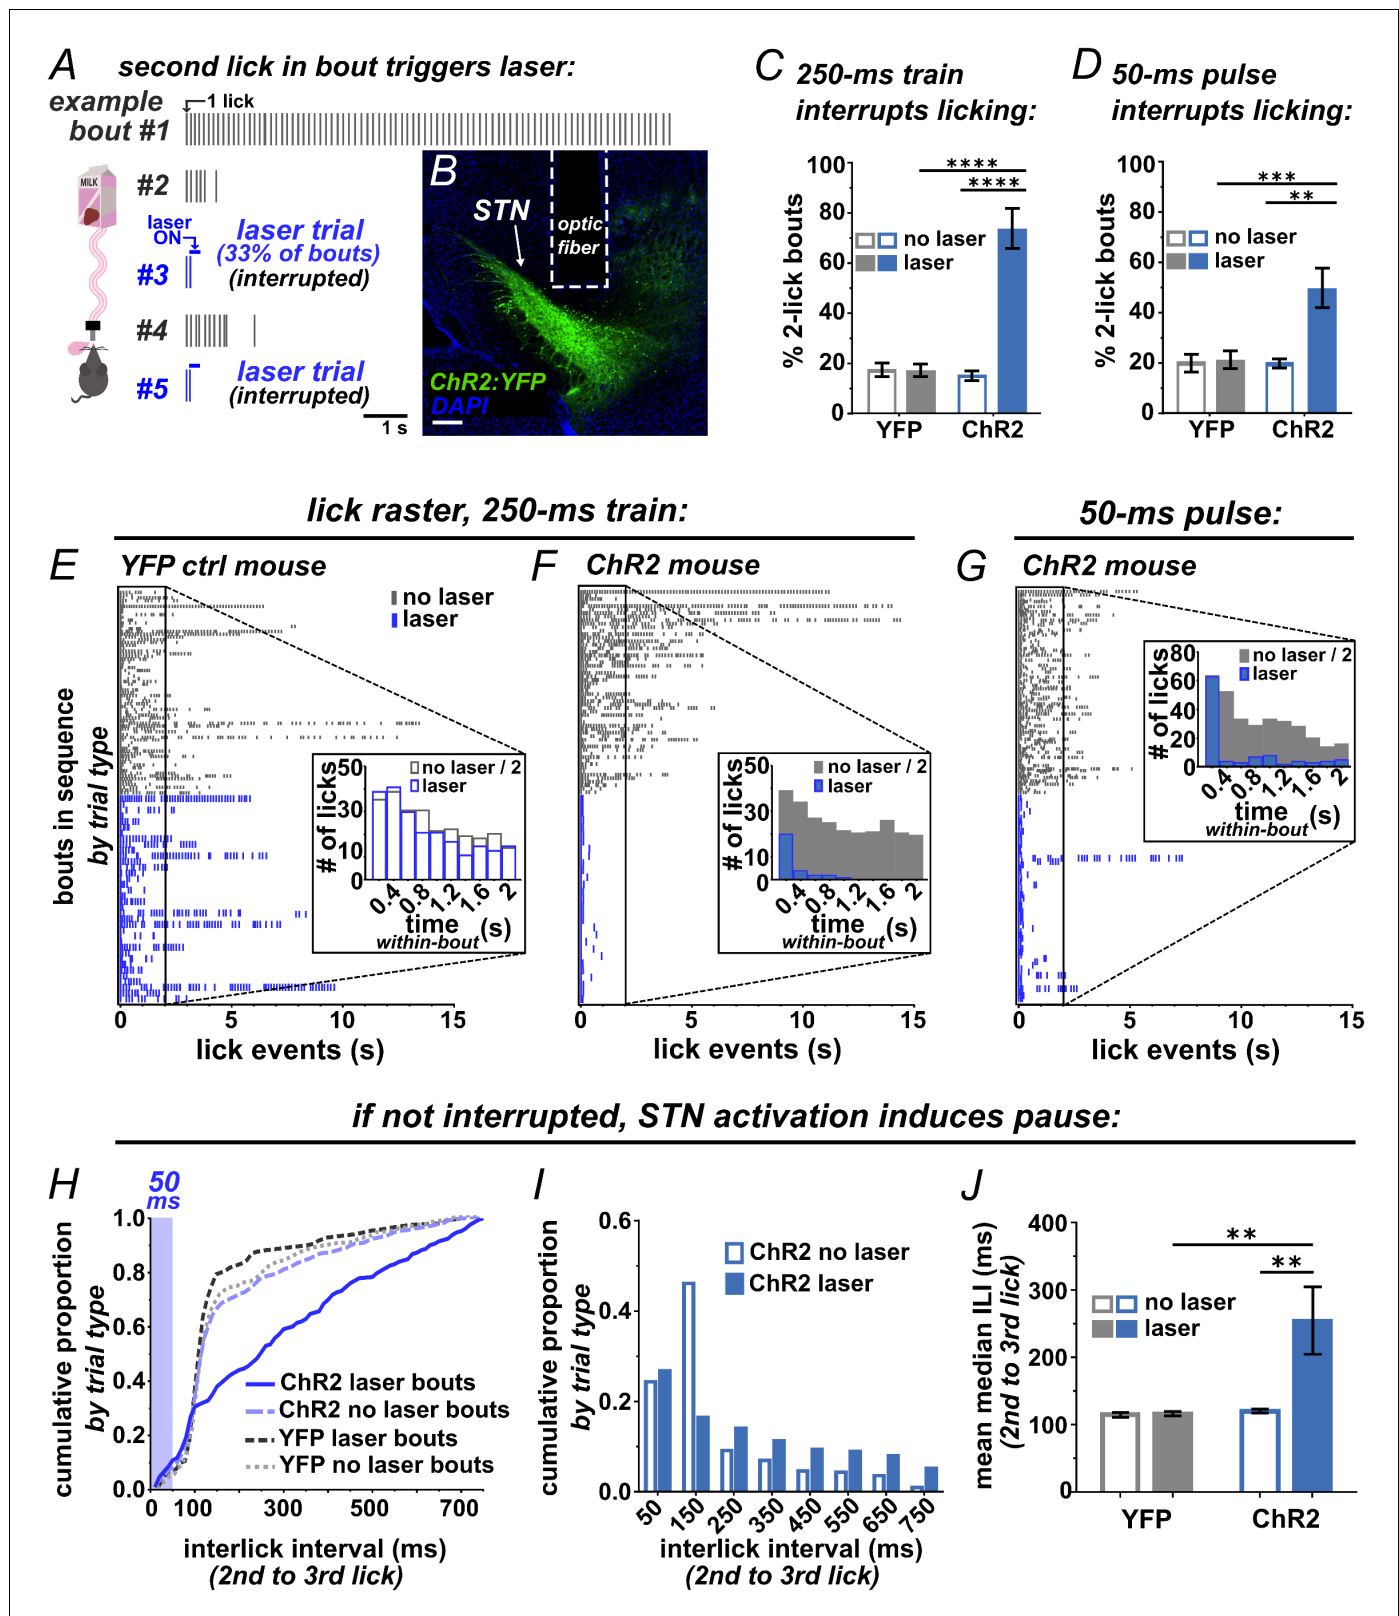 A second lick in bout triggers laser:
example
bout #1
1 lick
MILK
#2
laser
ON
#3
laser trial
(33% of bouts)
(interrupted)
#4
#5
laser trial
(interrupted)
1 s
B
STN
optic
fiber
ChR2:YFP
DAPI
C 250-ms train
interrupts licking:
% 2-lick bouts
100
80
60
40
20
0
****
****
no laser
laser
YFP
ChR2
D 50-ms pulse
interrupts licking:
% 2-lick bouts
100
80
60
40
20
0
***
**
no laser
laser
YFP
ChR2
lick raster, 250-ms train:
50-ms pulse:
E YFP ctrl mouse
no laser
laser
bouts in sequence
by trial type
# of licks
50
30
10
0
no laser / 2
laser
0.4
0.8
1.2
1.6
2
time (s)
within-bout
0
5
10
15
lick events (s)
F ChR2 mouse
# of licks
50
30
10
0
no laser / 2
laser
0.4
0.8
1.2
1.6
2
time (s)
within-bout
0
5
10
15
lick events (s)
G ChR2 mouse
# of licks
80
60
40
20
0
no laser / 2
laser
0.4
1.2
1.6
2
time (s)
within-bout
0
5
10
15
lick events (s)
if not interrupted, STN activation induces pause:
H
50
ms
cumulative proportion
by trial type
1.0
0.8
0.6
0.4
0.2
0.0
ChR2 laser bouts
ChR2 no laser bouts
YFP laser bouts
YFP no laser bouts
0
100
300
500
700
interlick interval (ms)
(2nd to 3rd lick)
I
cumulative proportion
by trial type
0.6
0.4
0.2
0.0
ChR2 no laser
ChR2 laser
50
150
250
350
450
550
650
750
interlick interval (ms)
(2nd to 3rd lick)
J
mean median ILI (ms)
(2nd to 3rd lick)
400
300
200
100
0
**
**
no laser
laser
YFP
ChR2